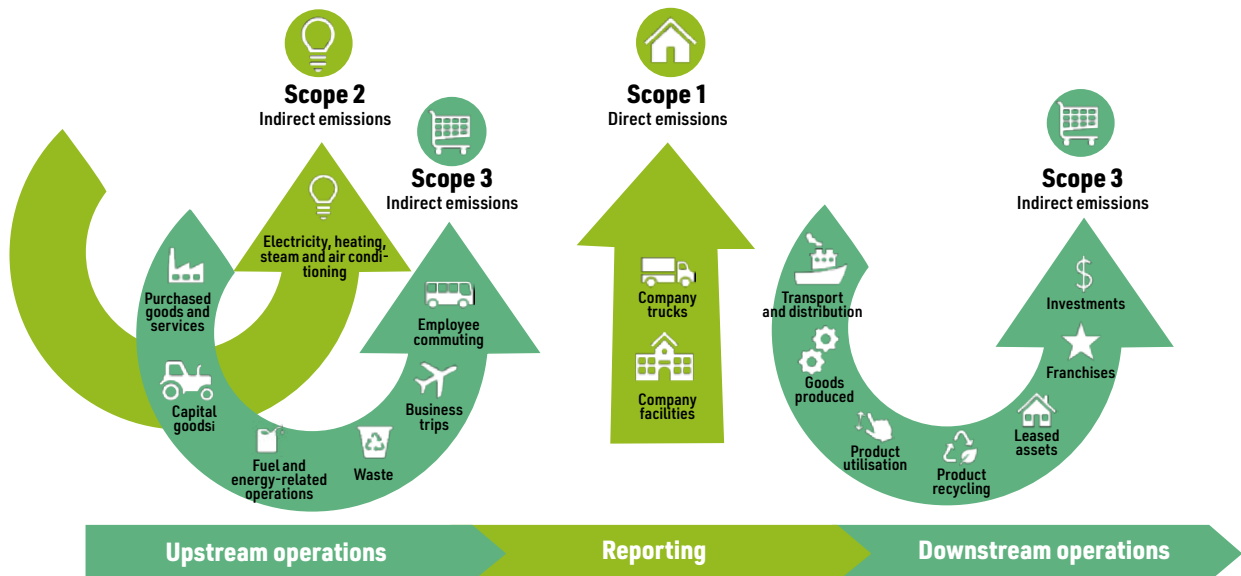 Scope 2
Indirect emissions
Electricity, heating,
steam and air condi-
tioning
Scope 3
Indirect emissions
Purchased
goods and
services
Capital
goodsi
Fuel and
energy-related
operations
Waste
Business
trips
Employee
commuting
Scope 1
Direct emissions
Company
trucks
Company
facilities
Scope 3
Indirect emissions
Transport
and distribution
Goods
produced
Product
utilisation
Product
recycling
Leased
assets
Franchises
$
Investments
Upstream operations
Reporting
Downstream operations